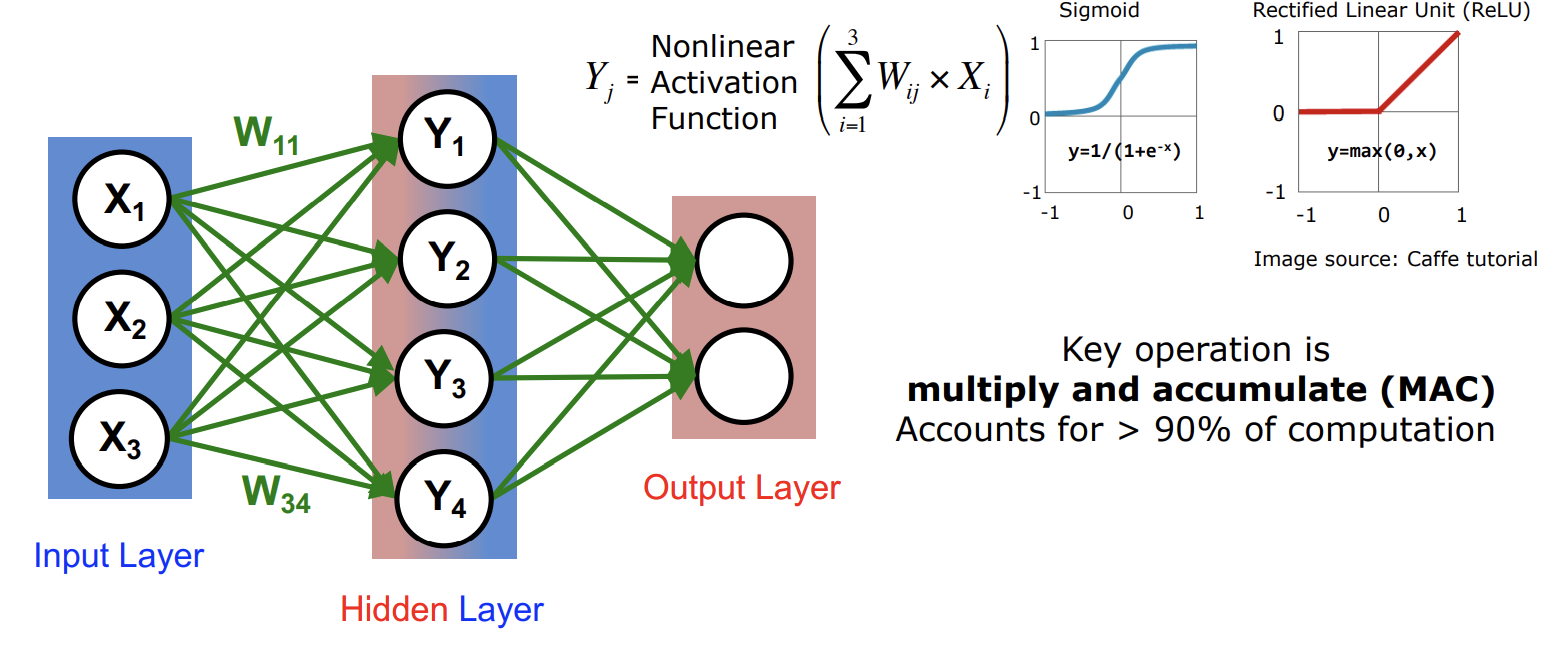 X1
X2
X3
W11
W34
Input Layer
Y1
Y2
Y3
Y4
Hidden Layer
Output Layer
Yj = Nonlinear Activation Function ( 3 ∑ i=1 Wij × Xi )
Sigmoid
1
0
-1
y=1/(1+e-x)
-1 0 1
Rectified Linear Unit (ReLU)
1
0
-1
y=max(0,x)
-1 0 1
Image source: Caffe tutorial
Key operation is
multiply and accumulate (MAC)
Accounts for > 90% of computation